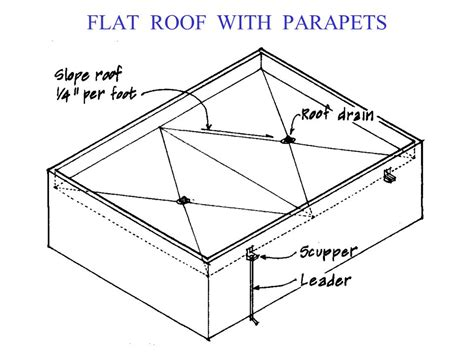 FLAT ROOF WITH PARAPETS
Slope roof
1/4" per foot
Roof drain
Scupper
Leader